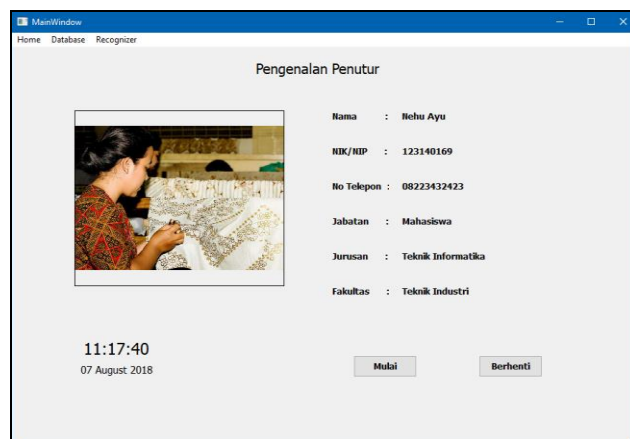 MainWindow
Home Database Recognizer
Pengenalan Penutur
Nama : Nehu Ayu
NIK/NIP : 123140169
No Telepon : 08223432423
Jabatan : Mahasiswa
Jurusan : Teknik Informatika
Fakultas : Teknik Industri
11:17:40
07 August 2018
Mulai Berhenti